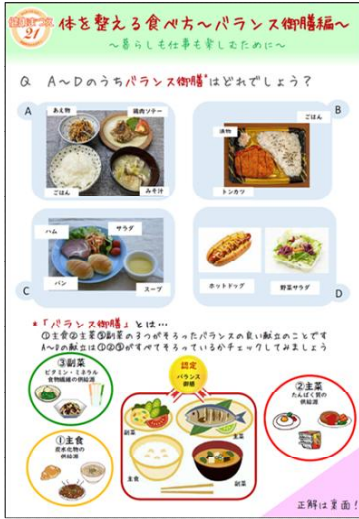 健康まつど
21
体を整える食べ方～バランス御膳編～
～暮らしも仕事も楽しむために～
Q A～Dのうちバランス御膳*はどれでしょう？
A
あえ物
鶏肉ソテー
ごはん
みそ汁
B
ごはん
漬物
トンカツ
C
ハム
サラダ
パン
スープ
D
ホットドッグ
野菜サラダ
*「バランス御膳」とは…
①主食②主菜③副菜の3つがそろったバランスの良い献立のことです
A～Dの献立は①②③がすべてそろっているかチェックしてみましょう
③副菜
ビタミン・ミネラル
食物繊維の供給源
①主食
炭水化物の
供給源
認定
バランス
御膳
副菜
主菜
主食
副菜
②主菜
たんぱく質の
供給源
正解は裏面！